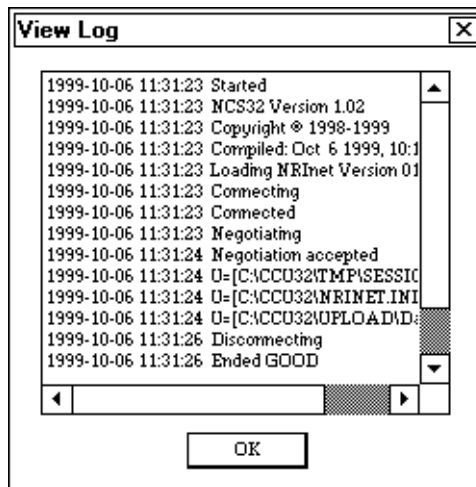 View Log
1999-10-06 11:31:23 Started
1999-10-06 11:31:23 NCS32 Version 1.02
1999-10-06 11:31:23 Copyright ® 1998-1999
1999-10-06 11:31:23 Compiled: Oct 6 1999, 10:1
1999-10-06 11:31:23 Loading NRInet Version 01
1999-10-06 11:31:23 Connecting
1999-10-06 11:31:23 Connected
1999-10-06 11:31:23 Negotiating
1999-10-06 11:31:24 Negotiation accepted
1999-10-06 11:31:24 U=[C:\CCU32\TMP\SESSIO
1999-10-06 11:31:24 U=[C:\CCU32\NRINET.INI
1999-10-06 11:31:24 U=[C:\CCU32\UPLOAD\Da
1999-10-06 11:31:26 Disconnecting
1999-10-06 11:31:26 Ended GOOD
OK